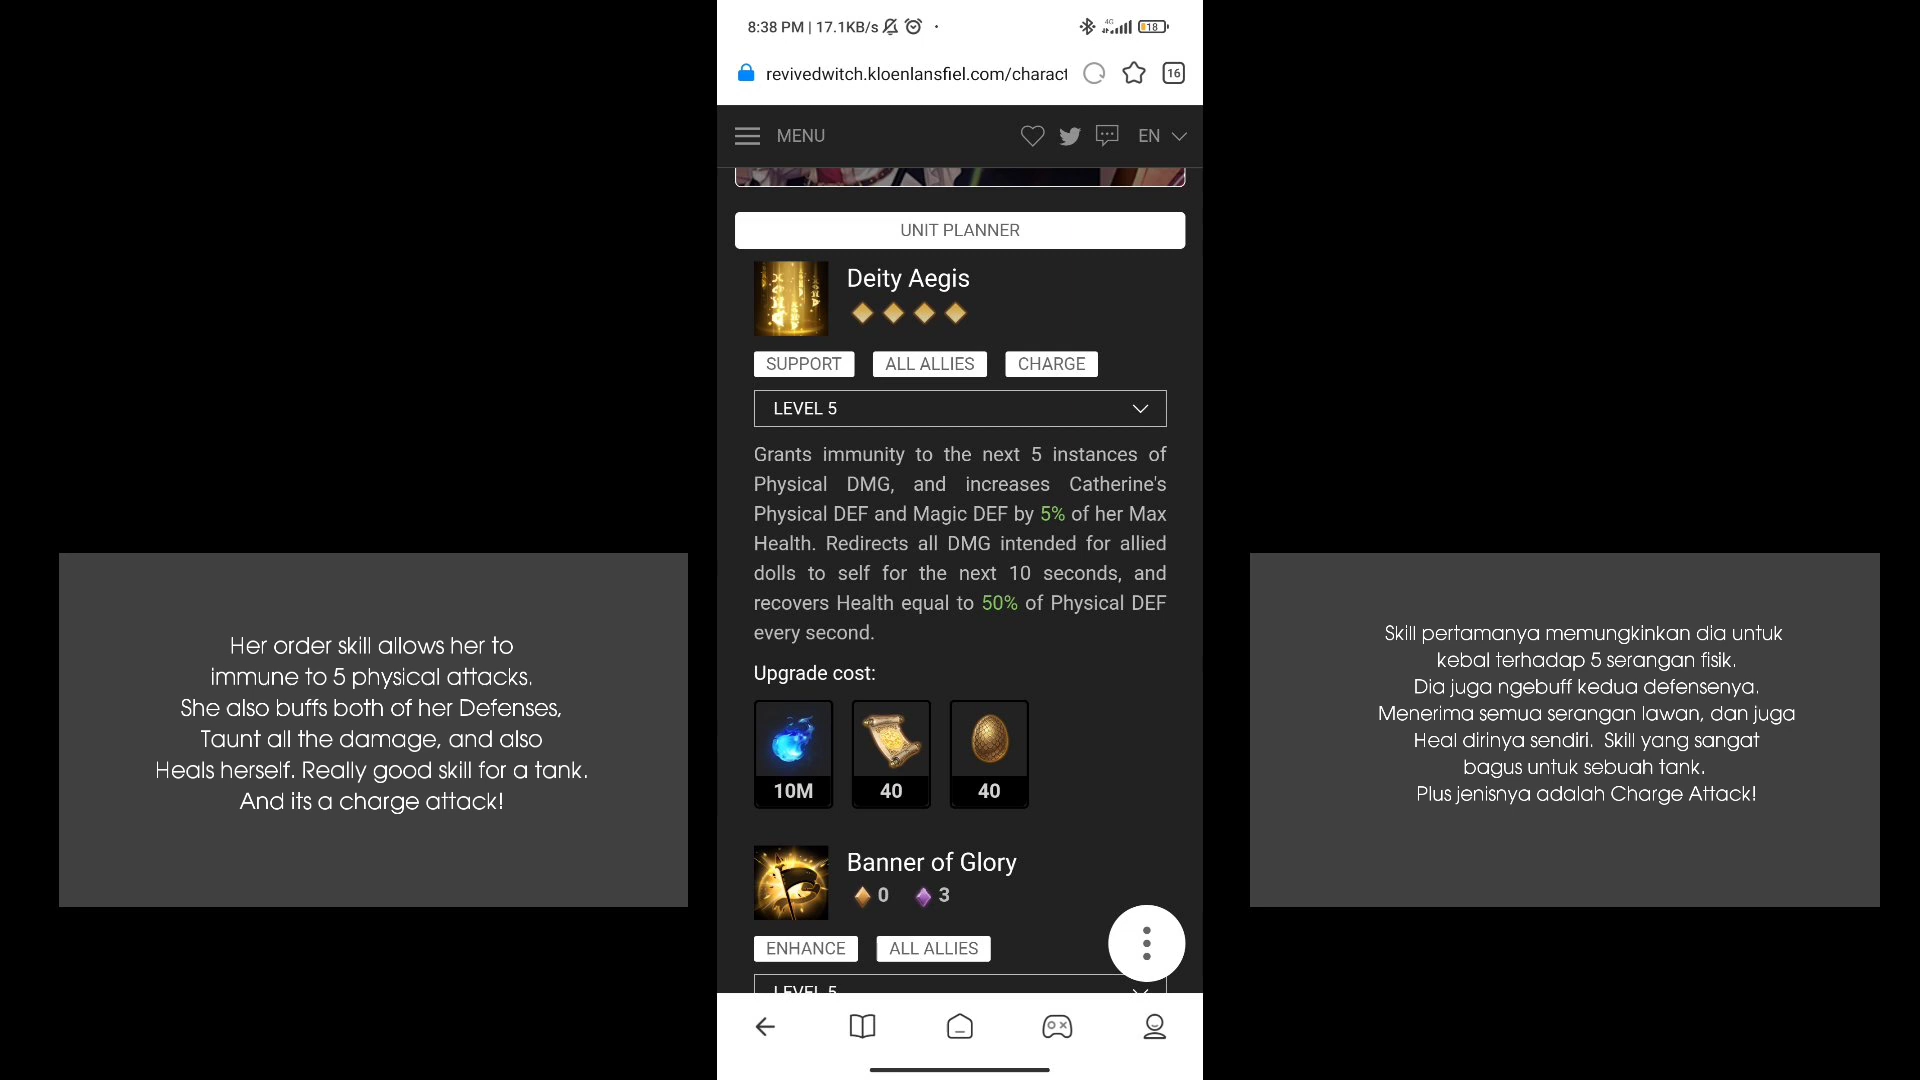 8:38 PM | 17.1KB/s
4G
18
revivedwitch.kloenlansfiel.com/charact
16
MENU
EN
UNIT PLANNER
Deity Aegis
SUPPORT ALL ALLIES CHARGE
LEVEL 5
Grants immunity to the next 5 instances of
Physical DMG, and increases Catherine's
Physical DEF and Magic DEF by 5% of her Max
Health. Redirects all DMG intended for allied
dolls to self for the next 10 seconds, and
recovers Health equal to 50% of Physical DEF
every second.
Upgrade cost:
10M 40 40
Banner of Glory
0 3
ENHANCE ALL ALLIES
LEVEL 5
Her order skill allows her to
immune to 5 physical attacks.
She also buffs both of her Defenses,
Taunt all the damage, and also
Heals herself. Really good skill for a tank.
And its a charge attack!
Skill pertamanya memungkinkan dia untuk
kebal terhadap 5 serangan fisik.
Dia juga ngebuff kedua defensenya.
Menerima semua serangan lawan, dan juga
Heal dirinya sendiri. Skill yang sangat
bagus untuk sebuah tank.
Plus jenisnya adalah Charge Attack!